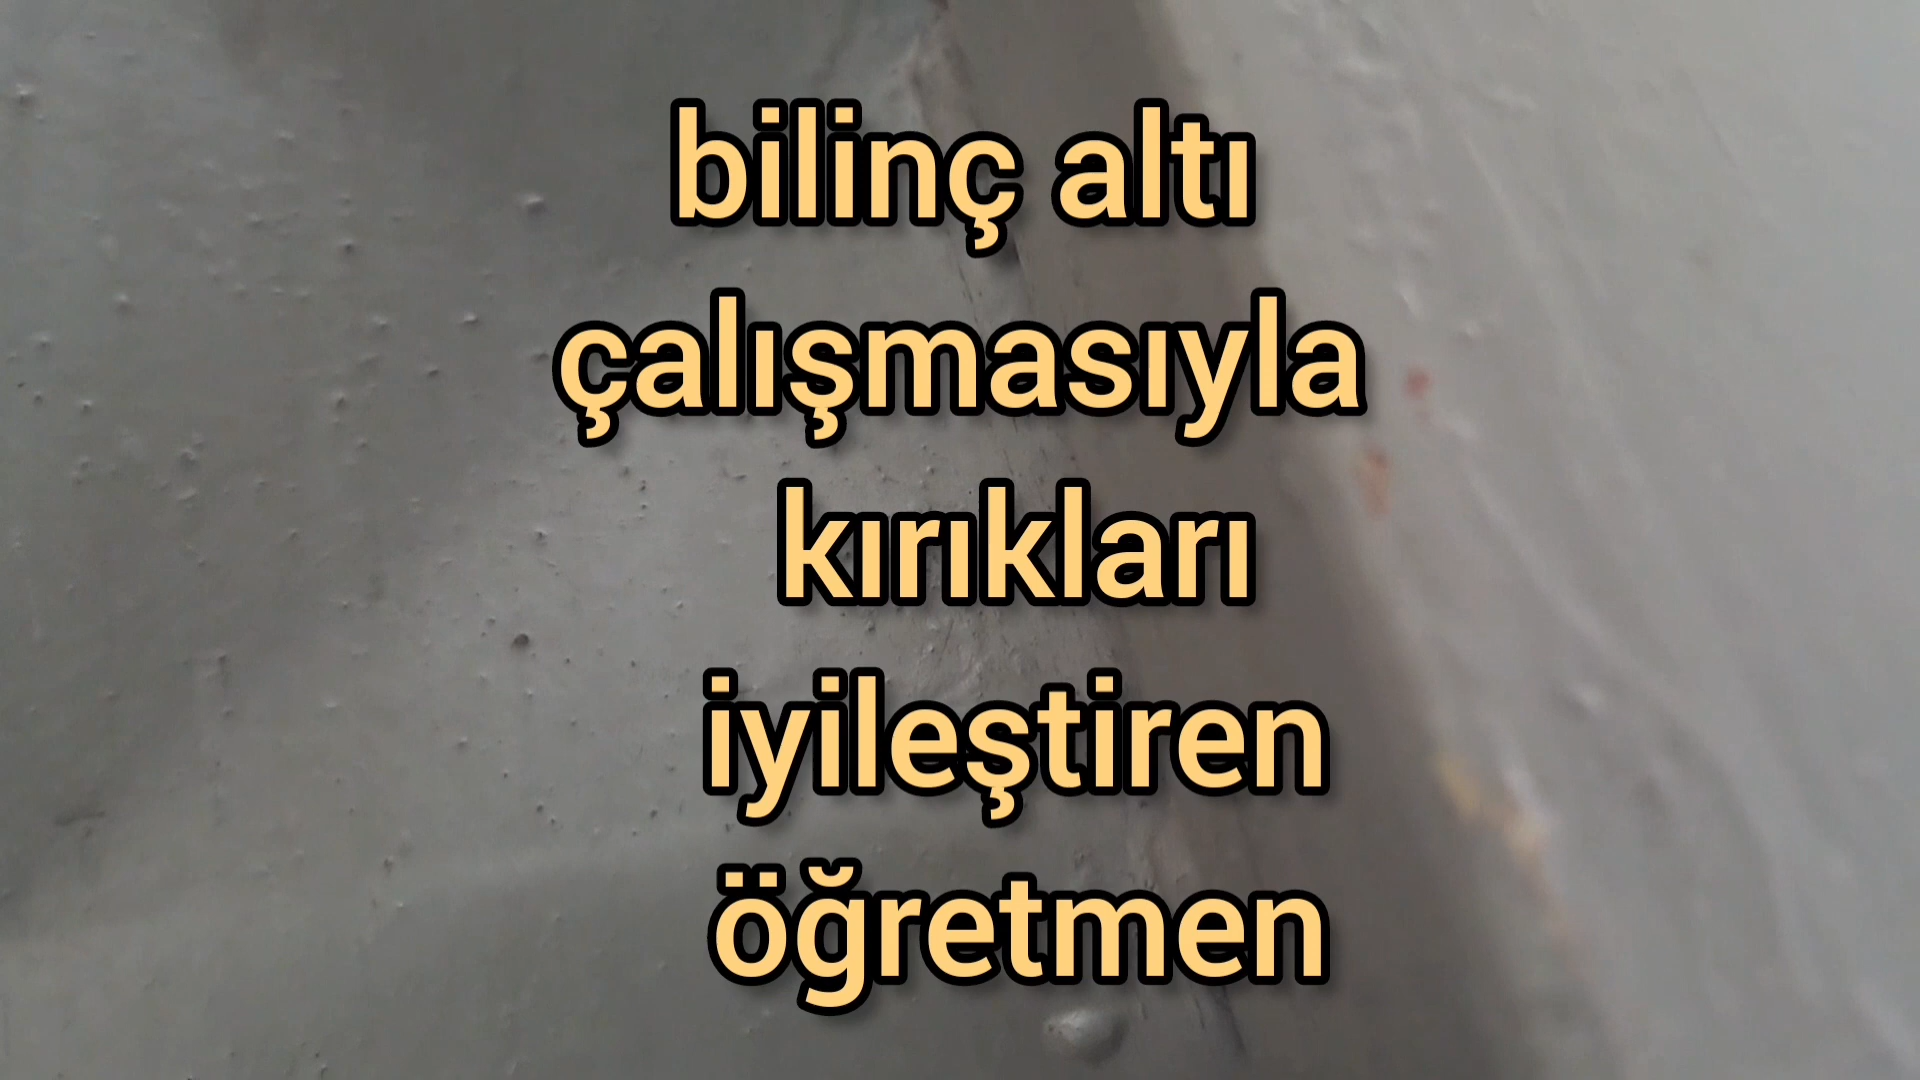 bilinç altı
çalışmasıyla
kırıkları
iyileştiren
öğretmen